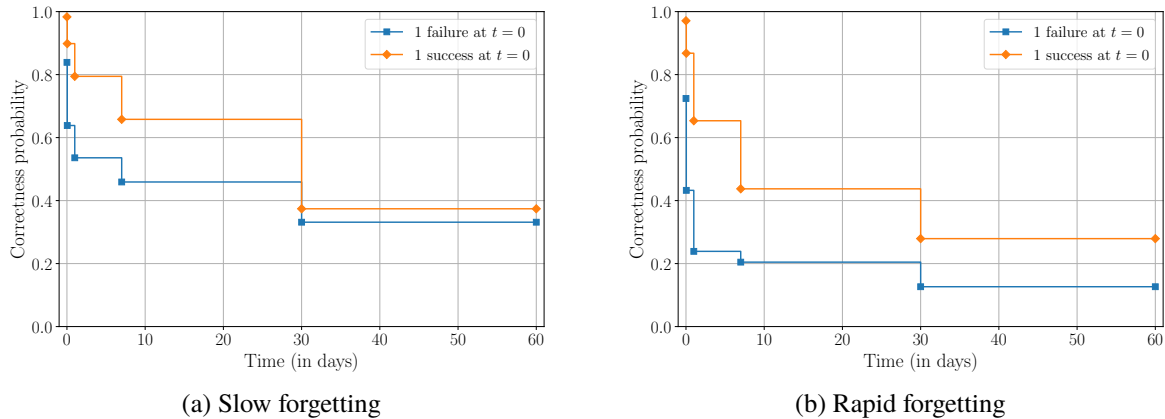 1.0
0.8
0.6
0.4
0.2
0.0
Correctness probability
1 failure at t = 0
1 success at t = 0
0 10 20 30 40 50 60
Time (in days)
(a) Slow forgetting
1.0
0.8
0.6
0.4
0.2
0.0
Correctness probability
1 failure at t = 0
1 success at t = 0
0 10 20 30 40 50 60
Time (in days)
(b) Rapid forgetting